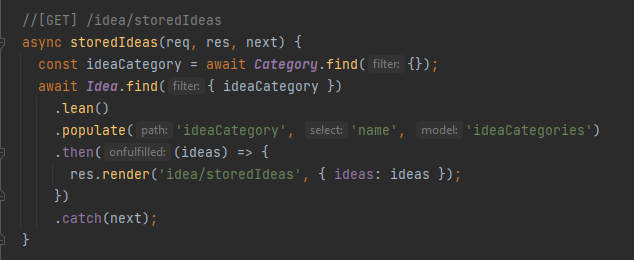 //[GET] /idea/storedIdeas
async storedIdeas(req, res, next) {
const ideaCategory = await Category.find( filter: {});
await Idea.find( filter: { ideaCategory })
.lean()
.populate( path: 'ideaCategory', select: 'name', model: 'ideaCategories')
.then( onfulfilled: (ideas) => {
res.render('idea/storedIdeas', { ideas: ideas });
})
.catch(next);
}